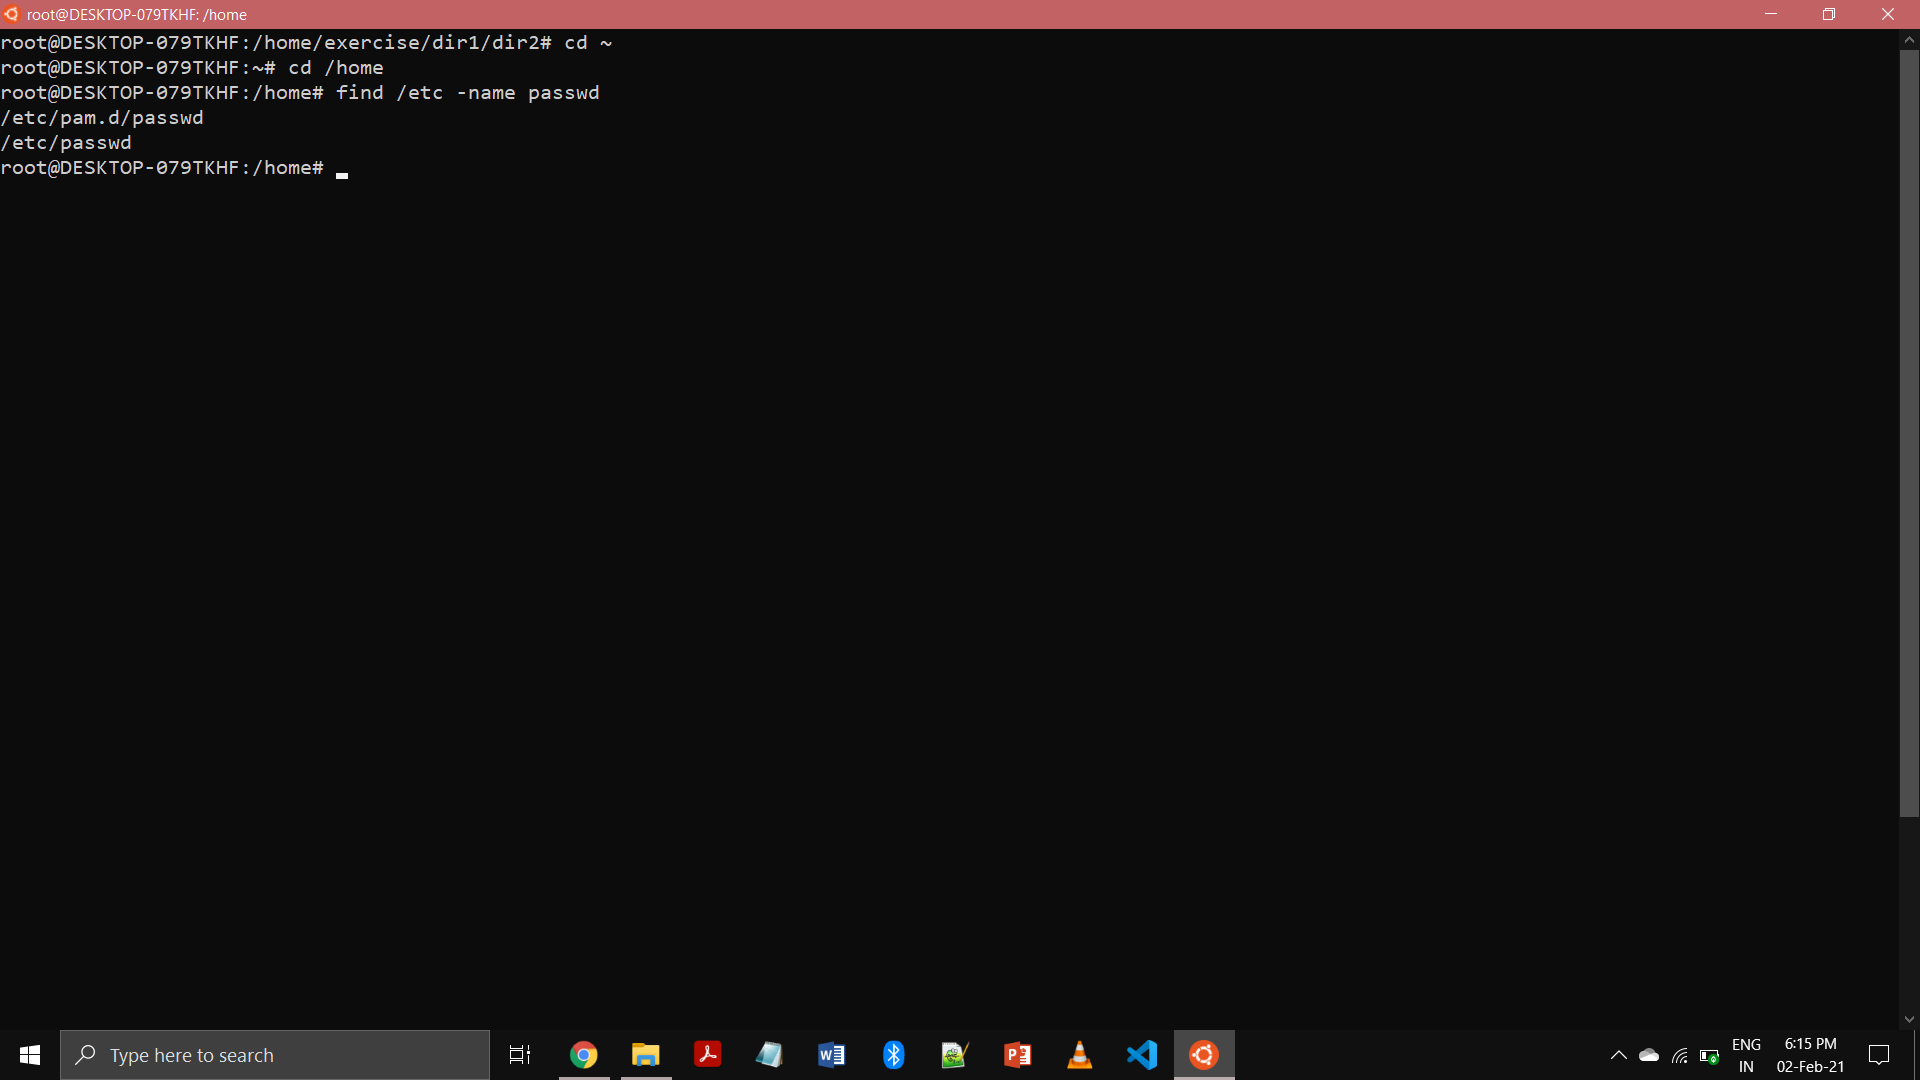 root@DESKTOP-079TKHF: /home
root@DESKTOP-079TKHF:/home/exercise/dir1/dir2# cd ~
root@DESKTOP-079TKHF:~# cd /home
root@DESKTOP-079TKHF:/home# find /etc -name passwd
/etc/pam.d/passwd
/etc/passwd
root@DESKTOP-079TKHF:/home#
Type here to search
ENG
IN
6:15 PM
02-Feb-21